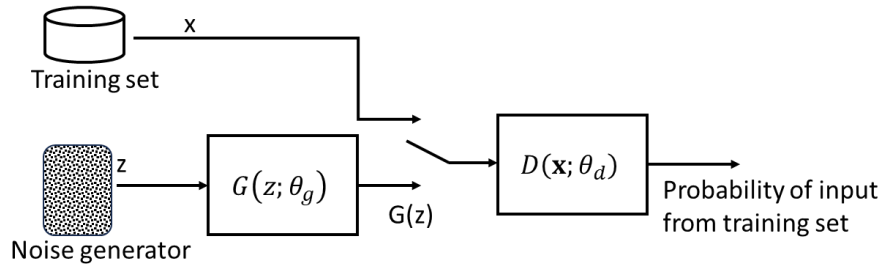 x
Training set
z
G(z; θg)
G(z)
Noise generator
D(𝐱; θd)
Probability of input
from training set